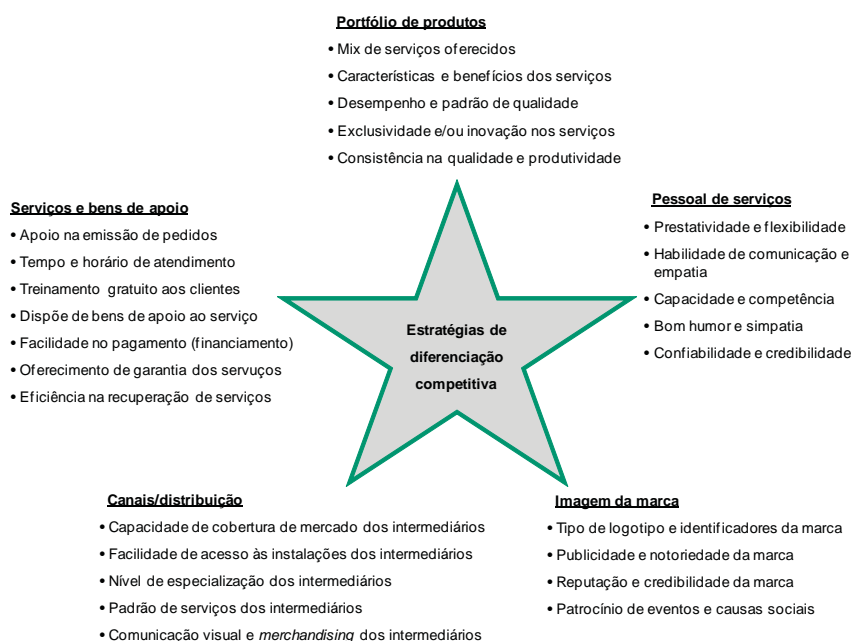 Portfólio de produtos
• Mix de serviços oferecidos
• Características e benefícios dos serviços
• Desempenho e padrão de qualidade
• Exclusividade e/ou inovação nos serviços
• Consistência na qualidade e produtividade
Serviços e bens de apoio
• Apoio na emissão de pedidos
• Tempo e horário de atendimento
• Treinamento gratuito aos clientes
• Dispõe de bens de apoio ao serviço
• Facilidade no pagamento (financiamento)
• Oferecimento de garantia dos servuços
• Eficiência na recuperação de serviços
Pessoal de serviços
• Prestatividade e flexibilidade
• Habilidade de comunicação e
empatia
• Capacidade e competência
• Bom humor e simpatia
• Confiabilidade e credibilidade
Estratégias de
diferenciação
competitiva
Canais/distribuição
• Capacidade de cobertura de mercado dos intermediários
• Facilidade de acesso às instalações dos intermediários
• Nível de especialização dos intermediários
• Padrão de serviços dos intermediários
• Comunicação visual e merchandising dos intermediários
Imagem da marca
• Tipo de logotipo e identificadores da marca
• Publicidade e notoriedade da marca
• Reputação e credibilidade da marca
• Patrocínio de eventos e causas sociais